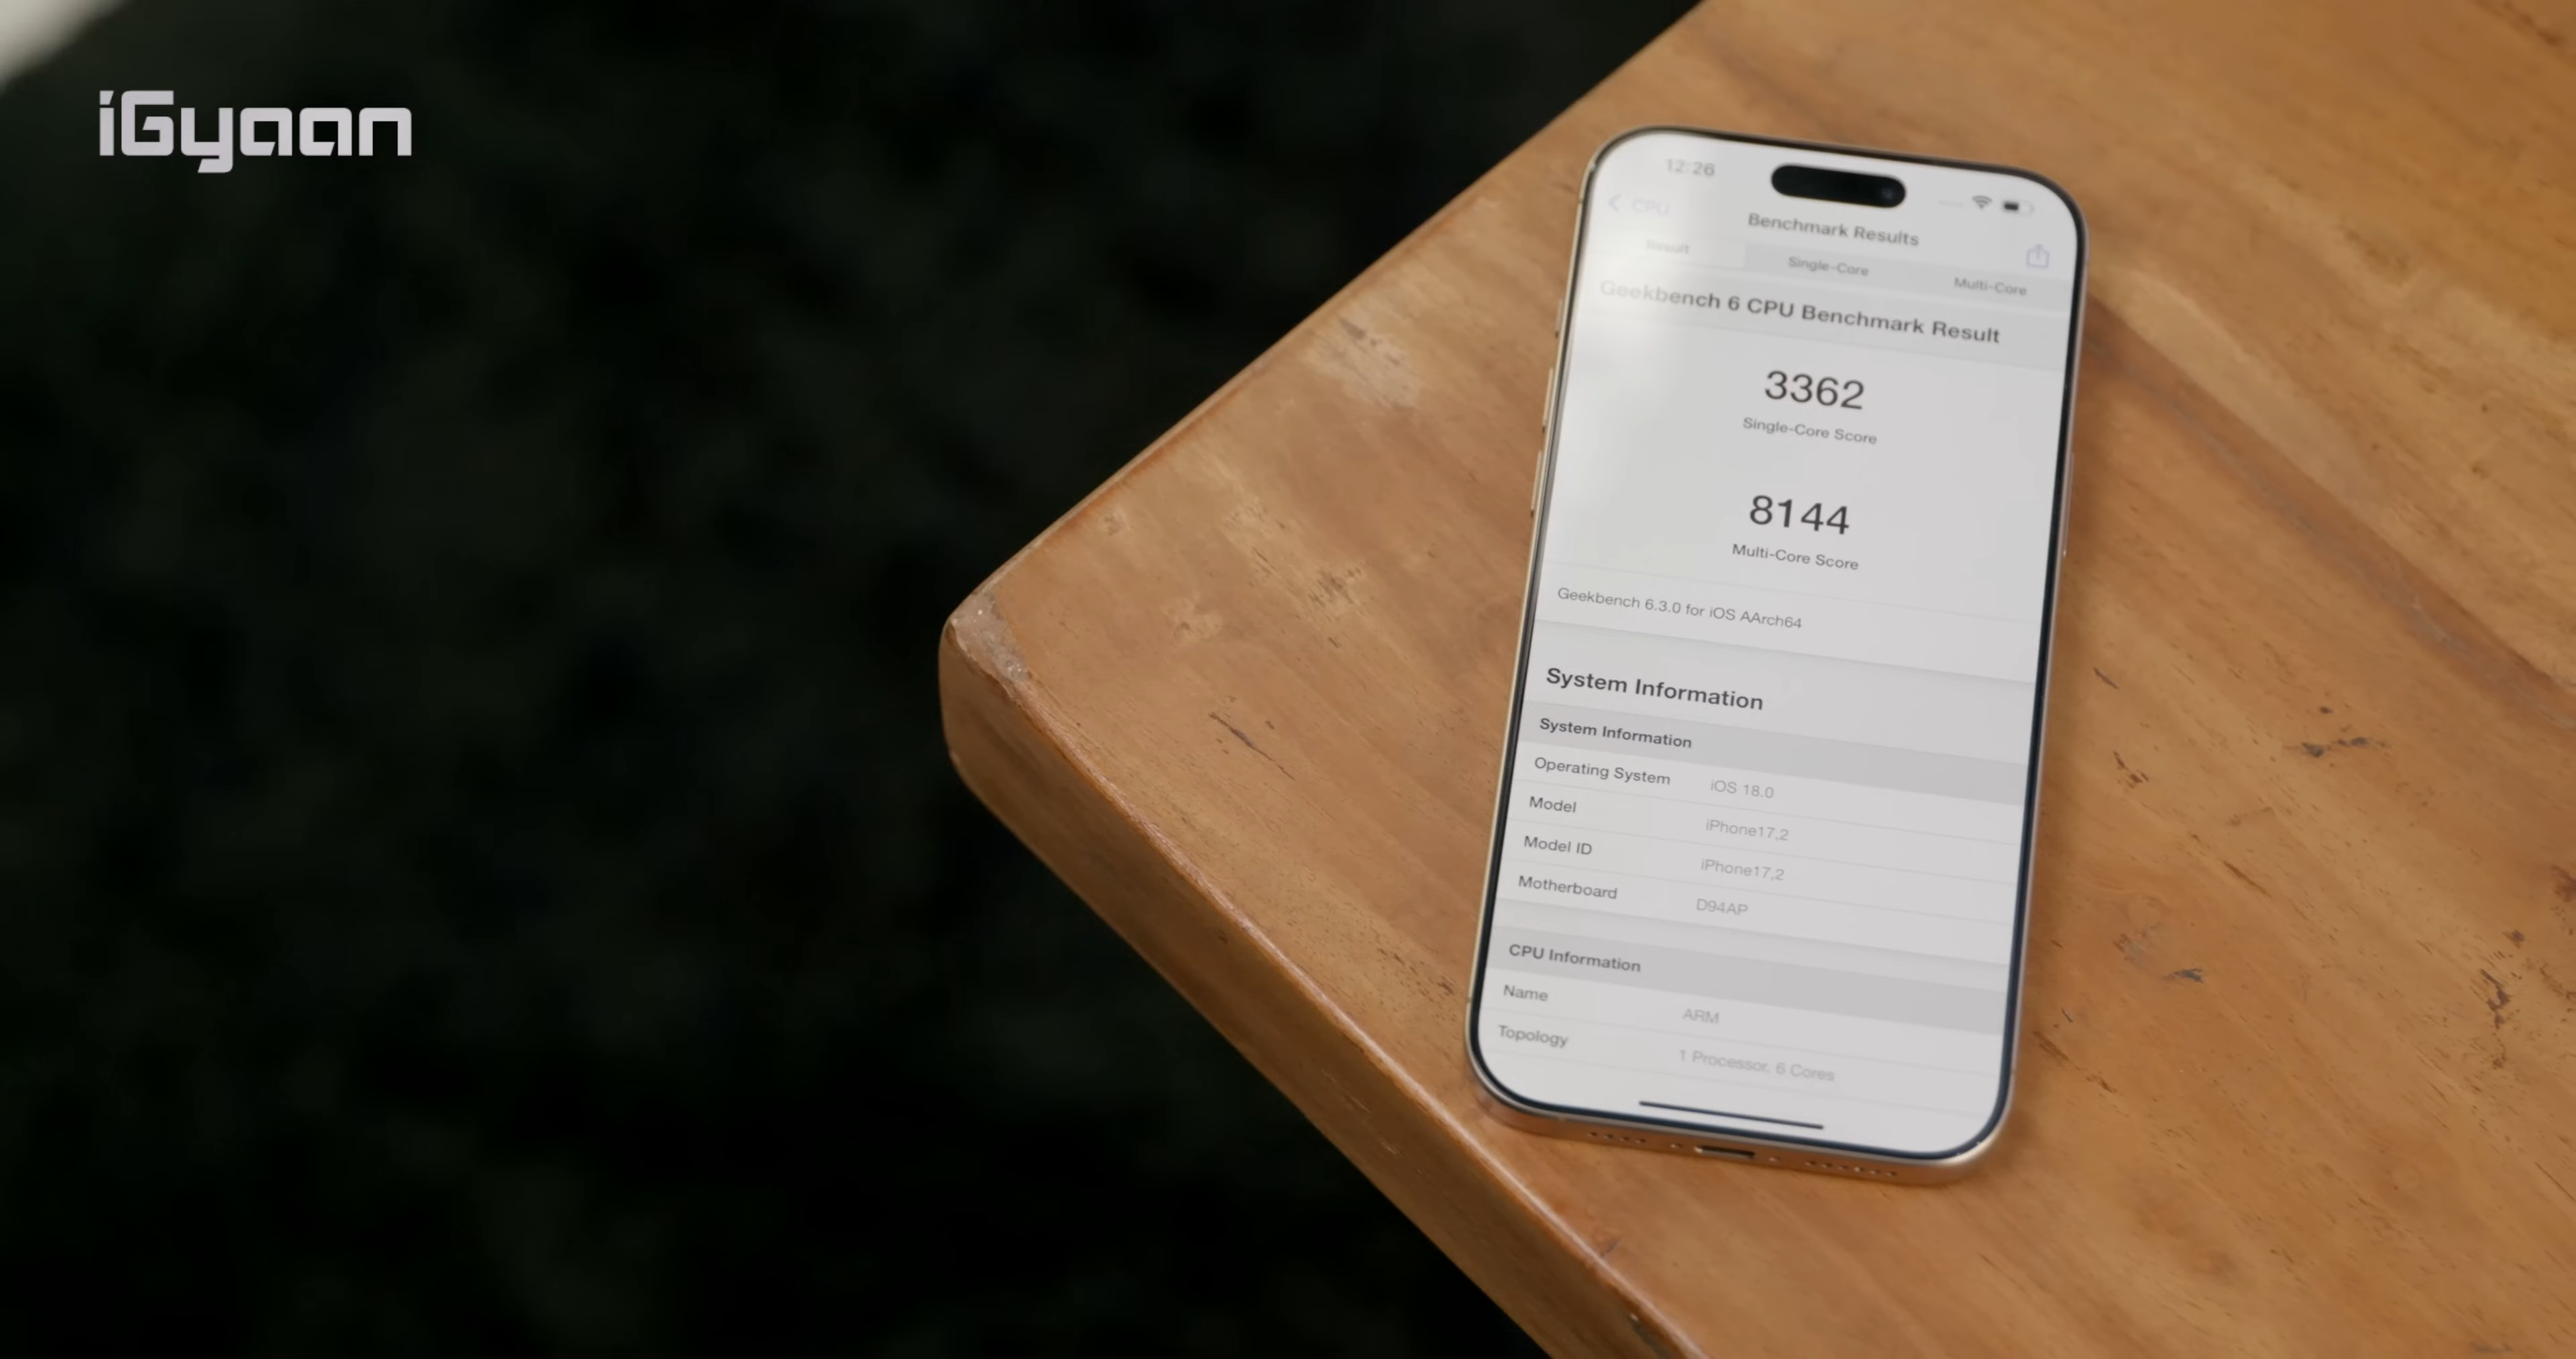 iGyaan
12:26
CPU
Benchmark Results
Result Single-Core Multi-Core
Geekbench 6 CPU Benchmark Result
3362
Single-Core Score
8144
Multi-Core Score
Geekbench 6.3.0 for iOS AArch64
System Information
System Information
Operating System iOS 18.0
Model iPhone17,2
Model ID iPhone17,2
Motherboard D94AP
CPU Information
Name ARM
Topology 1 Processor, 6 Cores